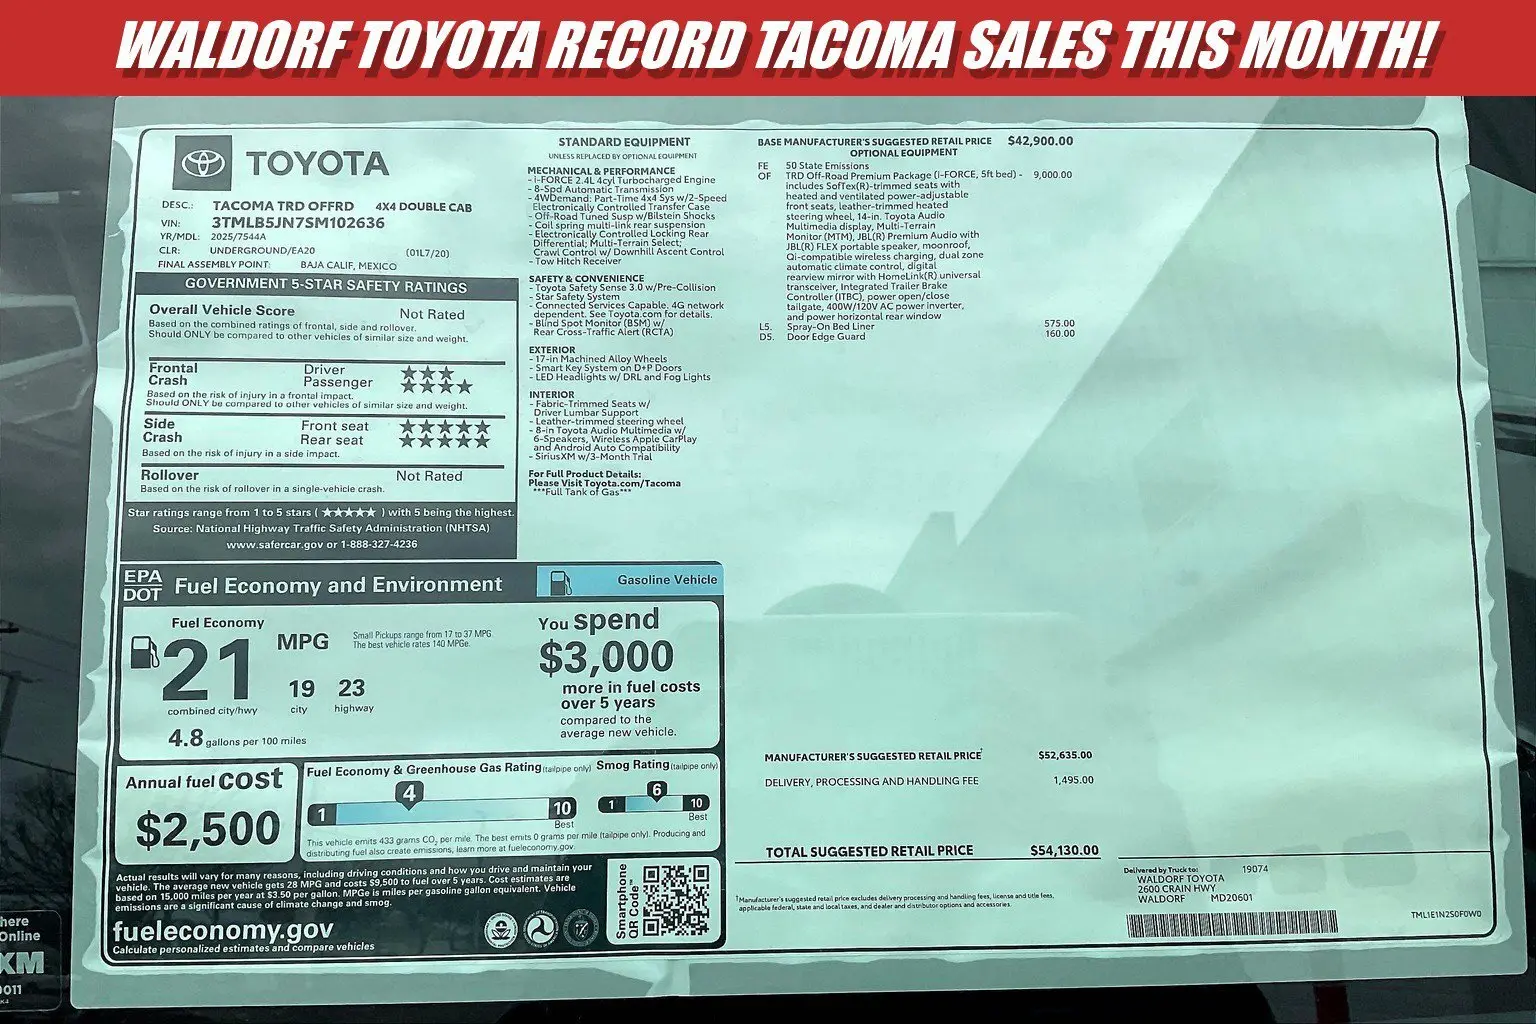 WALDORF TOYOTA RECORD TACOMA SALES THIS MONTH!
TOYOTA
DESC.: TACOMA TRD OFFRD 4X4 DOUBLE CAB
VIN: 3TMLB5JN7SM102636
YR/MDL: 2025/7544A
CLR: UNDERGROUND/EA20 (01L7/20)
FINAL ASSEMBLY POINT: BAJA CALIF, MEXICO
GOVERNMENT 5-STAR SAFETY RATINGS
Overall Vehicle Score Not Rated
Based on the combined ratings of frontal, side and rollover.
Should ONLY be compared to other vehicles of similar size and weight.
Frontal Driver ★★★
Crash Passenger ★★★★
Based on the risk of injury in a frontal impact.
Should ONLY be compared to other vehicles of similar size and weight.
Side Front seat ★★★★★
Crash Rear seat ★★★★★
Based on the risk of injury in a side impact.
Rollover Not Rated
Based on the risk of rollover in a single-vehicle crash.
Star ratings range from 1 to 5 stars ( ★★★★★ ) with 5 being the highest.
Source: National Highway Traffic Safety Administration (NHTSA)
www.safercar.gov or 1-888-327-4236
STANDARD EQUIPMENT
UNLESS REPLACED BY OPTIONAL EQUIPMENT
MECHANICAL & PERFORMANCE
- i-FORCE 2.4L 4cyl Turbocharged Engine
- 8-Spd Automatic Transmission
- 4WDemand: Part-Time 4x4 Sys w/2-Speed
Electronically Controlled Transfer Case
- Off-Road Tuned Susp w/Bilstein Shocks
- Coil spring multi-link rear suspension
- Electronically Controlled Locking Rear
Differential; Multi-Terrain Select;
Crawl Control w/ Downhill Ascent Control
- Tow Hitch Receiver
SAFETY & CONVENIENCE
- Toyota Safety Sense 3.0 w/Pre-Collision
- Star Safety System
- Connected Services Capable. 4G network
dependent. See Toyota.com for details.
- Blind Spot Monitor (BSM) w/
Rear Cross-Traffic Alert (RCTA)
EXTERIOR
- 17-in Machined Alloy Wheels
- Smart Key System on D+P Doors
- LED Headlights w/ DRL and Fog Lights
INTERIOR
- Fabric-Trimmed Seats w/
Driver Lumbar Support
- Leather-trimmed steering wheel
- 8-in Toyota Audio Multimedia w/
6-Speakers, Wireless Apple CarPlay
and Android Auto Compatibility
- SiriusXM w/3-Month Trial
For Full Product Details:
Please Visit Toyota.com/Tacoma
***Full Tank of Gas***
BASE MANUFACTURER'S SUGGESTED RETAIL PRICE $42,900.00
OPTIONAL EQUIPMENT
FE 50 State Emissions
OF TRD Off-Road Premium Package (i-FORCE, 5ft bed) - 9,000.00
includes SofTex(R)-trimmed seats with
heated and ventilated power-adjustable
front seats, leather-trimmed heated
steering wheel, 14-in. Toyota Audio
Multimedia display, Multi-Terrain
Monitor (MTM), JBL(R) Premium Audio with
JBL(R) FLEX portable speaker, moonroof,
Qi-compatible wireless charging, dual zone
automatic climate control, digital
rearview mirror with HomeLink(R) universal
transceiver, Integrated Trailer Brake
Controller (ITBC), power open/close
tailgate, 400W/120V AC power inverter,
and power horizontal rear window
L5. Spray-On Bed Liner 575.00
D5. Door Edge Guard 160.00
EPA
DOT
Fuel Economy and Environment
Gasoline Vehicle
Fuel Economy
21 MPG
combined city/hwy
19 city
23 highway
Small Pickups range from 17 to 37 MPG.
The best vehicle rates 140 MPGe.
4.8 gallons per 100 miles
You spend
$3,000
more in fuel costs
over 5 years
compared to the
average new vehicle.
Annual fuel cost
$2,500
Fuel Economy & Greenhouse Gas Rating (tailpipe only)
4
1 10
Best
Smog Rating (tailpipe only)
6
1 10
Best
This vehicle emits 433 grams CO2 per mile. The best emits 0 grams per mile (tailpipe only). Producing and
distributing fuel also create emissions, learn more at fueleconomy.gov.
Actual results will vary for many reasons, including driving conditions and how you drive and maintain your
vehicle. The average new vehicle gets 28 MPG and costs $9,500 to fuel over 5 years. Cost estimates are
based on 15,000 miles per year at $3.50 per gallon. MPGe is miles per gasoline gallon equivalent. Vehicle
emissions are a significant cause of climate change and smog.
fueleconomy.gov
Calculate personalized estimates and compare vehicles
Smartphone
QR Code™
MANUFACTURER'S SUGGESTED RETAIL PRICE† $52,635.00
DELIVERY, PROCESSING AND HANDLING FEE 1,495.00
TOTAL SUGGESTED RETAIL PRICE $54,130.00
†Manufacturer's suggested retail price excludes delivery processing and handling fees, license and title fees,
applicable federal, state and local taxes, and dealer and distributor options and accessories.
Delivered by Truck to: 19074
WALDORF TOYOTA
2600 CRAIN HWY
WALDORF MD20601
TML1E1N2S0F0W0
here
Online
XM
0011